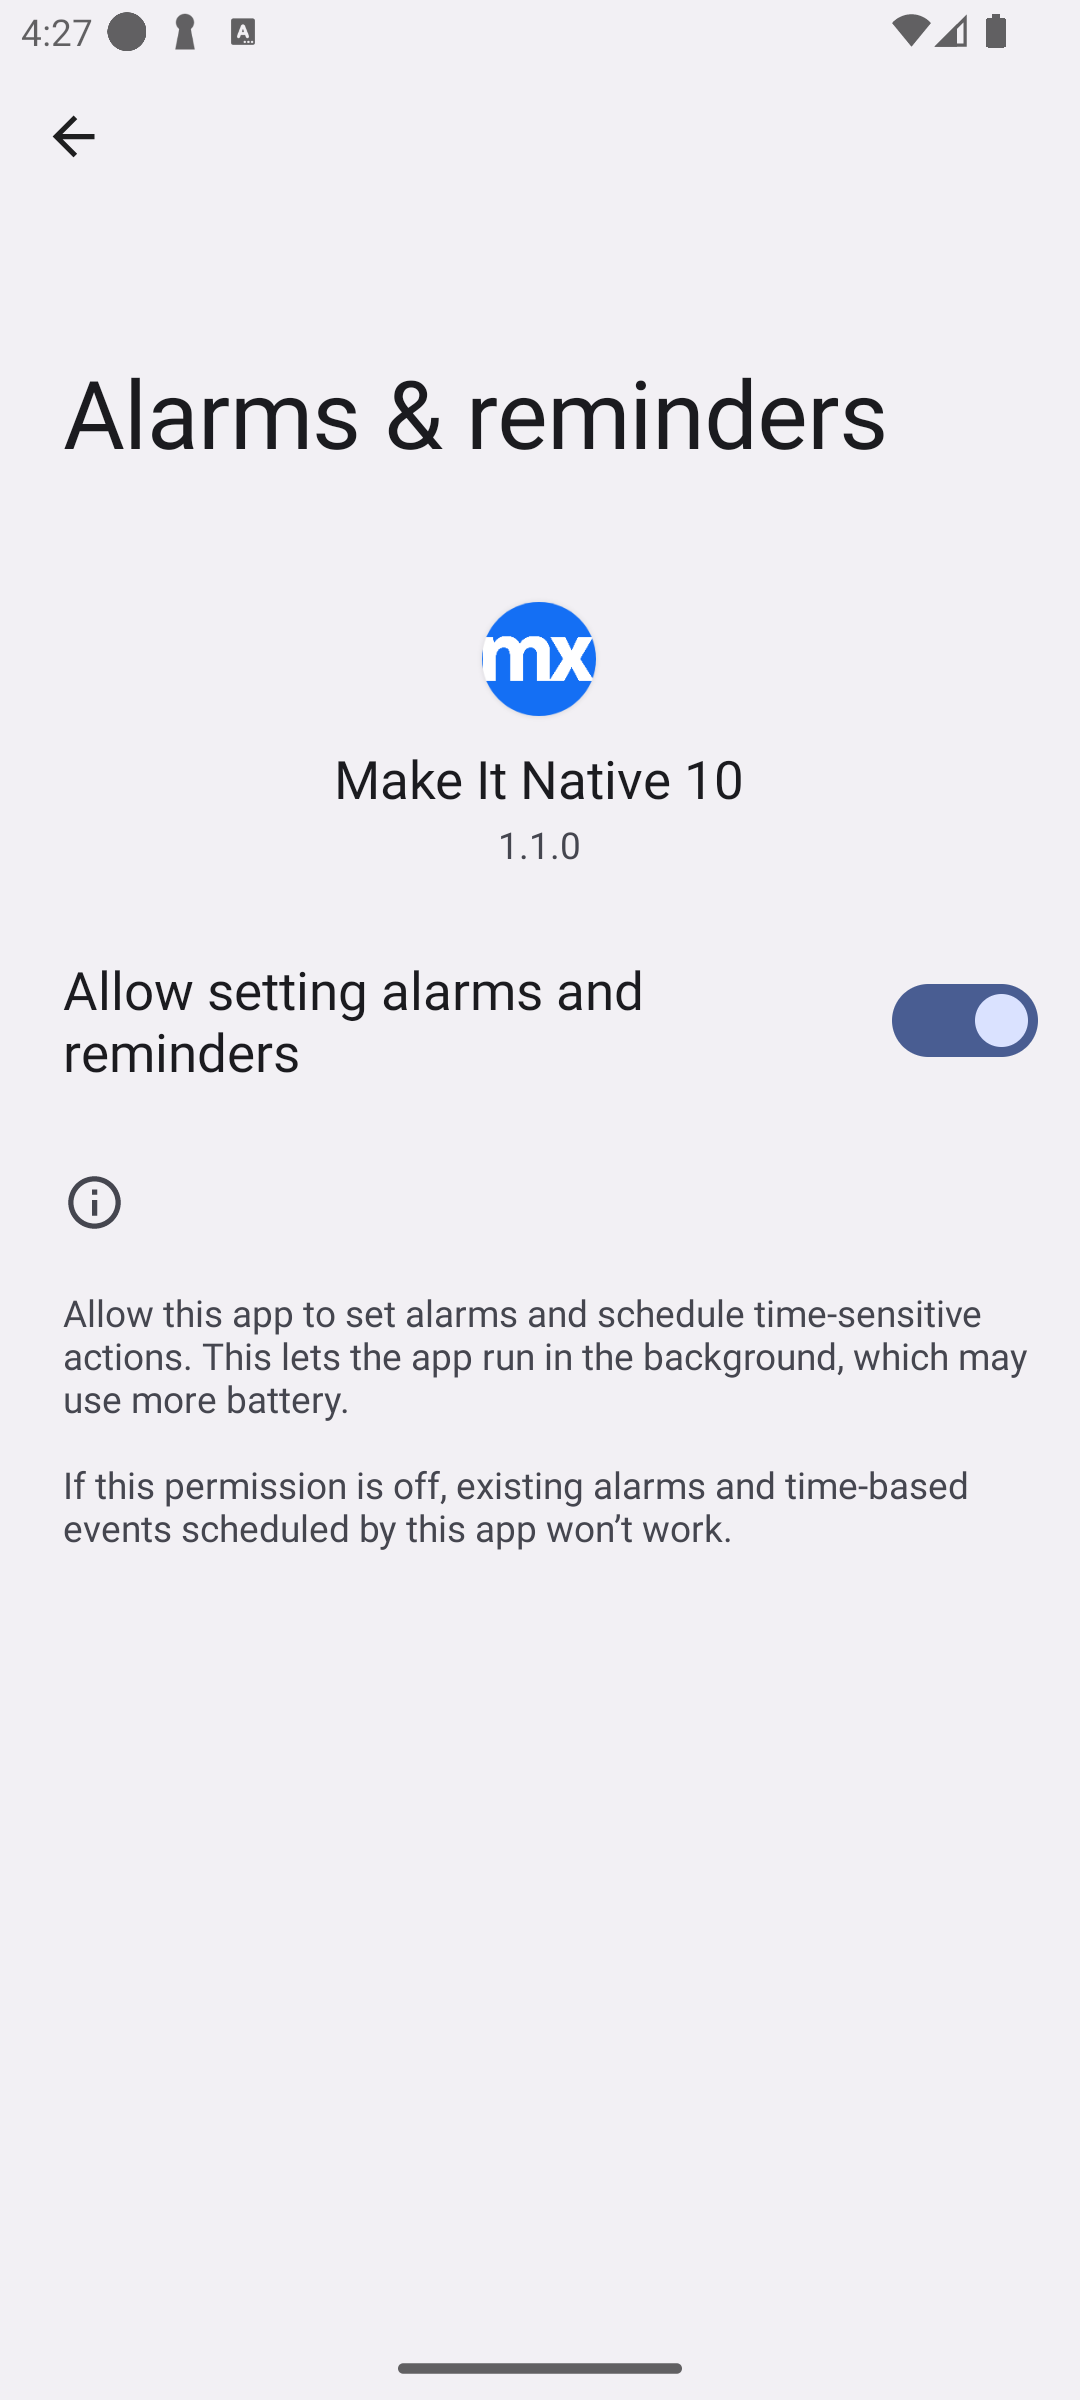 4:27
Alarms & reminders
mx
Make It Native 10
1.1.0
Allow setting alarms and
reminders
Allow this app to set alarms and schedule time-sensitive
actions. This lets the app run in the background, which may
use more battery.
If this permission is off, existing alarms and time-based
events scheduled by this app won’t work.